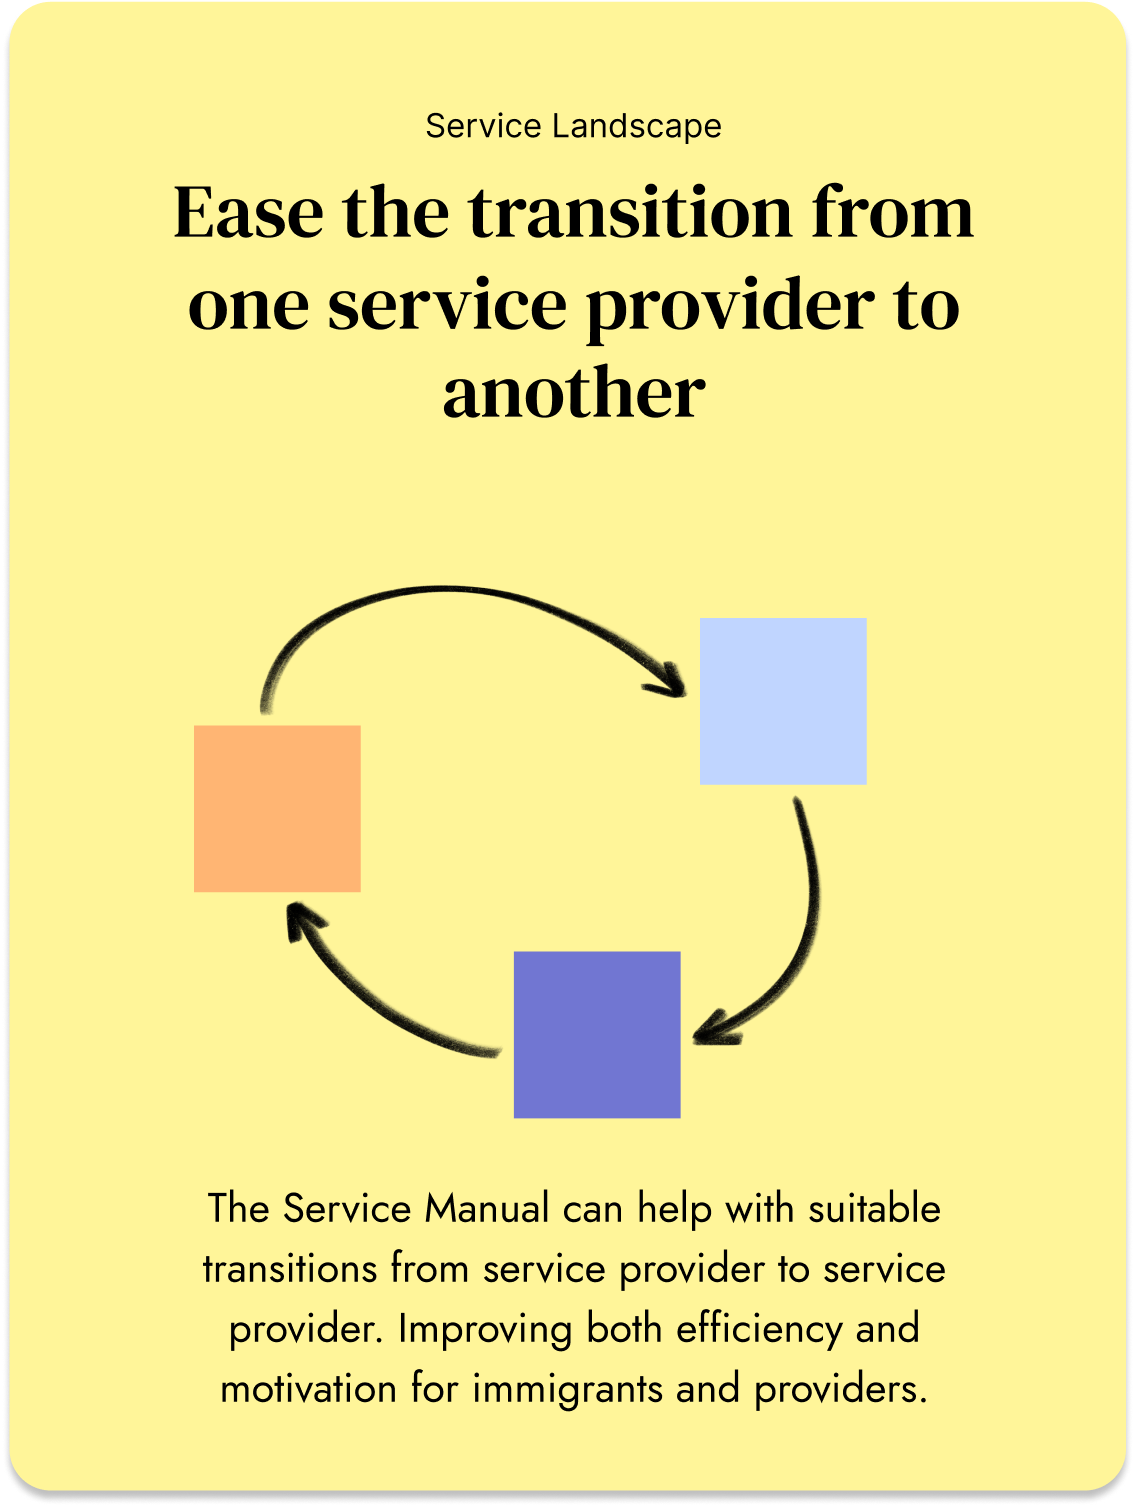 Service Landscape
Ease the transition from
one service provider to
another
The Service Manual can help with suitable
transitions from service provider to service
provider. Improving both efficiency and
motivation for immigrants and providers.